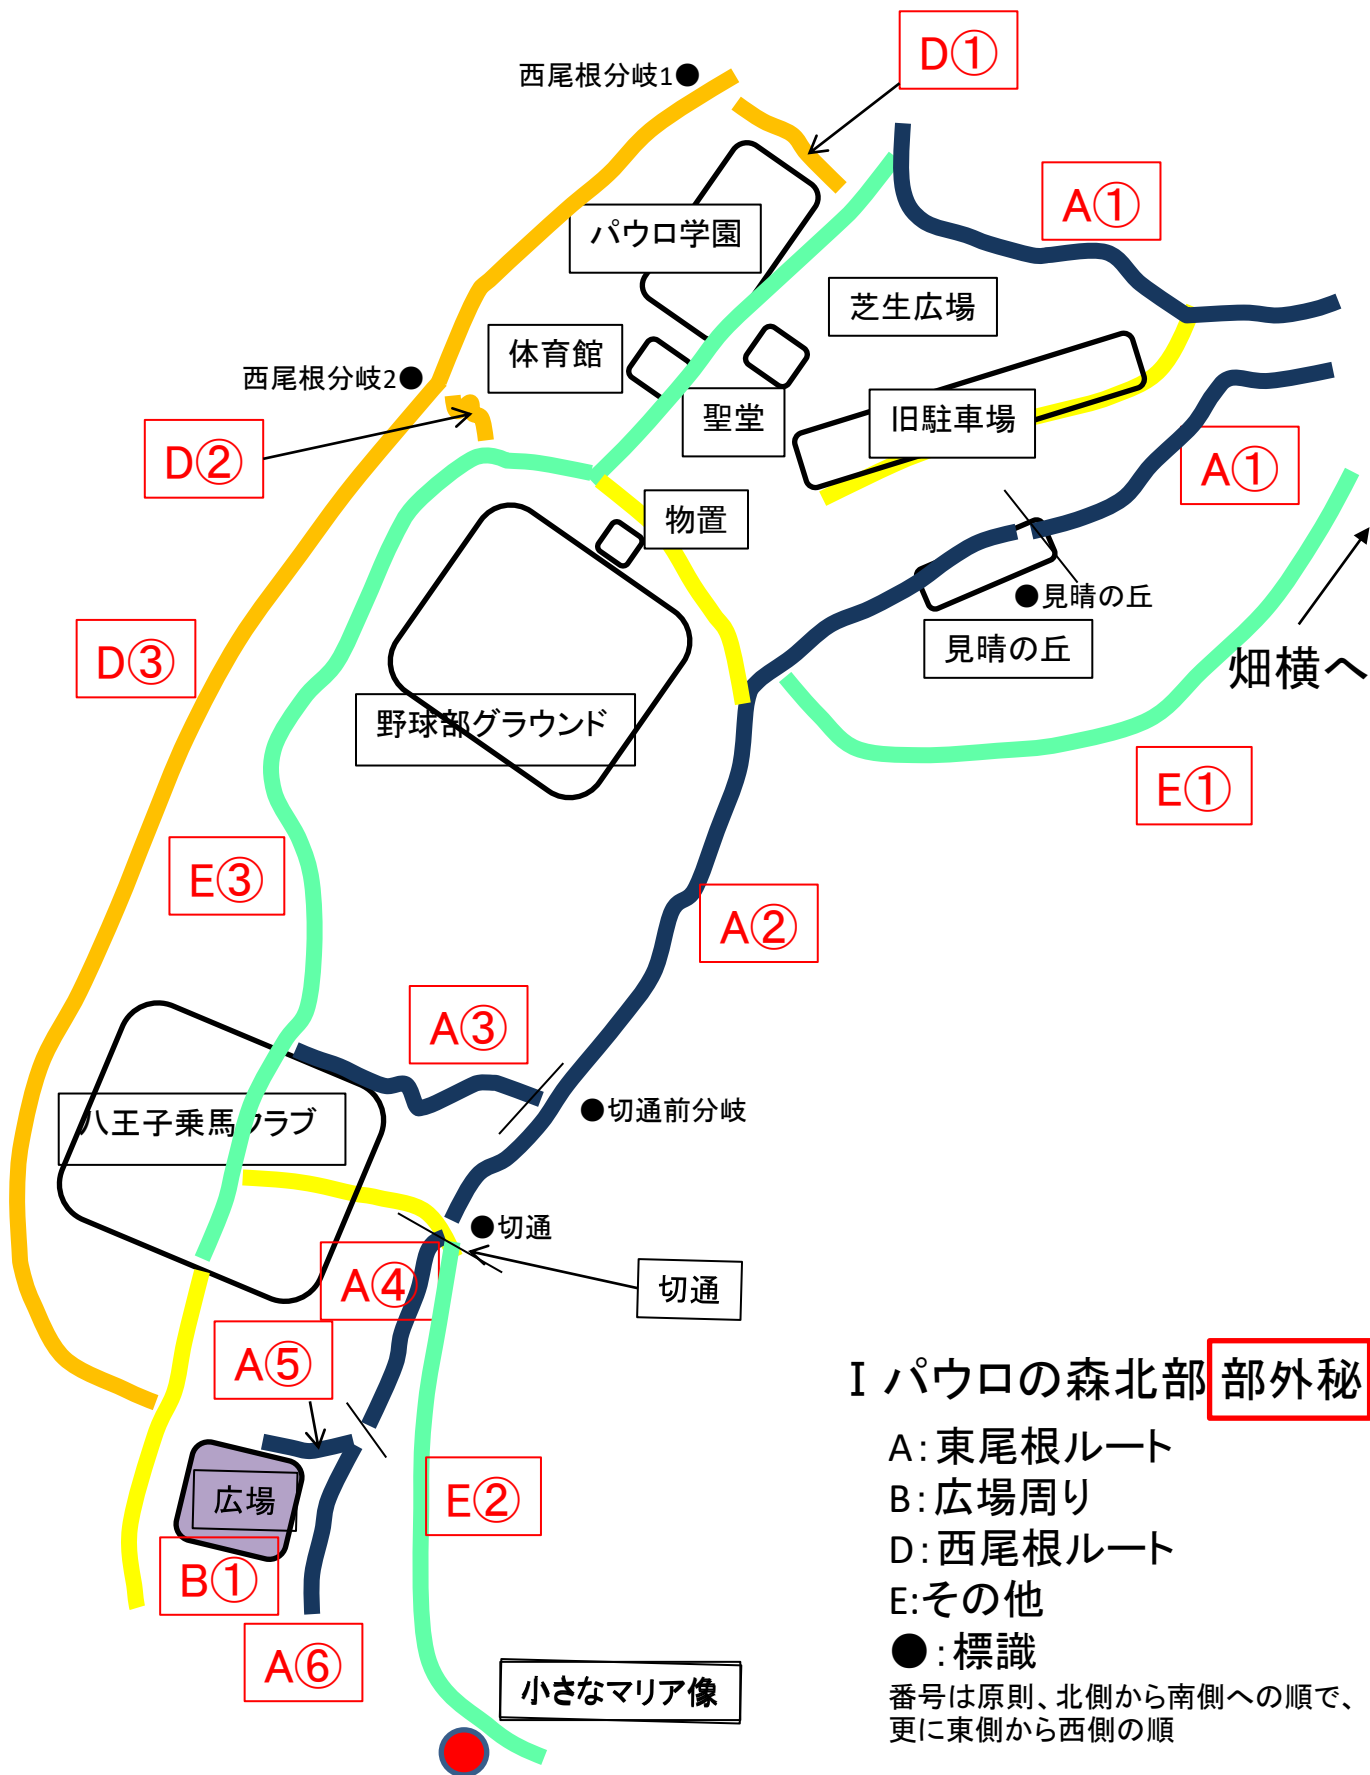 D①
西尾根分岐1●
A①
パウロ学園
芝生広場
体育館
西尾根分岐2●
聖堂
旧駐車場
D②
A①
物置
●見晴の丘
見晴の丘
畑横へ
D③
野球部グラウンド
E①
E③
A②
A③
●切通前分岐
八王子乗馬クラブ
●切通
A④
切通
A⑤
Ⅰ パウロの森北部 部外秘
A:東尾根ルート
広場
E②
B:広場周り
D:西尾根ルート
B①
E:その他
A⑥
●:標識
小さなマリア像
番号は原則、北側から南側への順で、
更に東側から西側の順